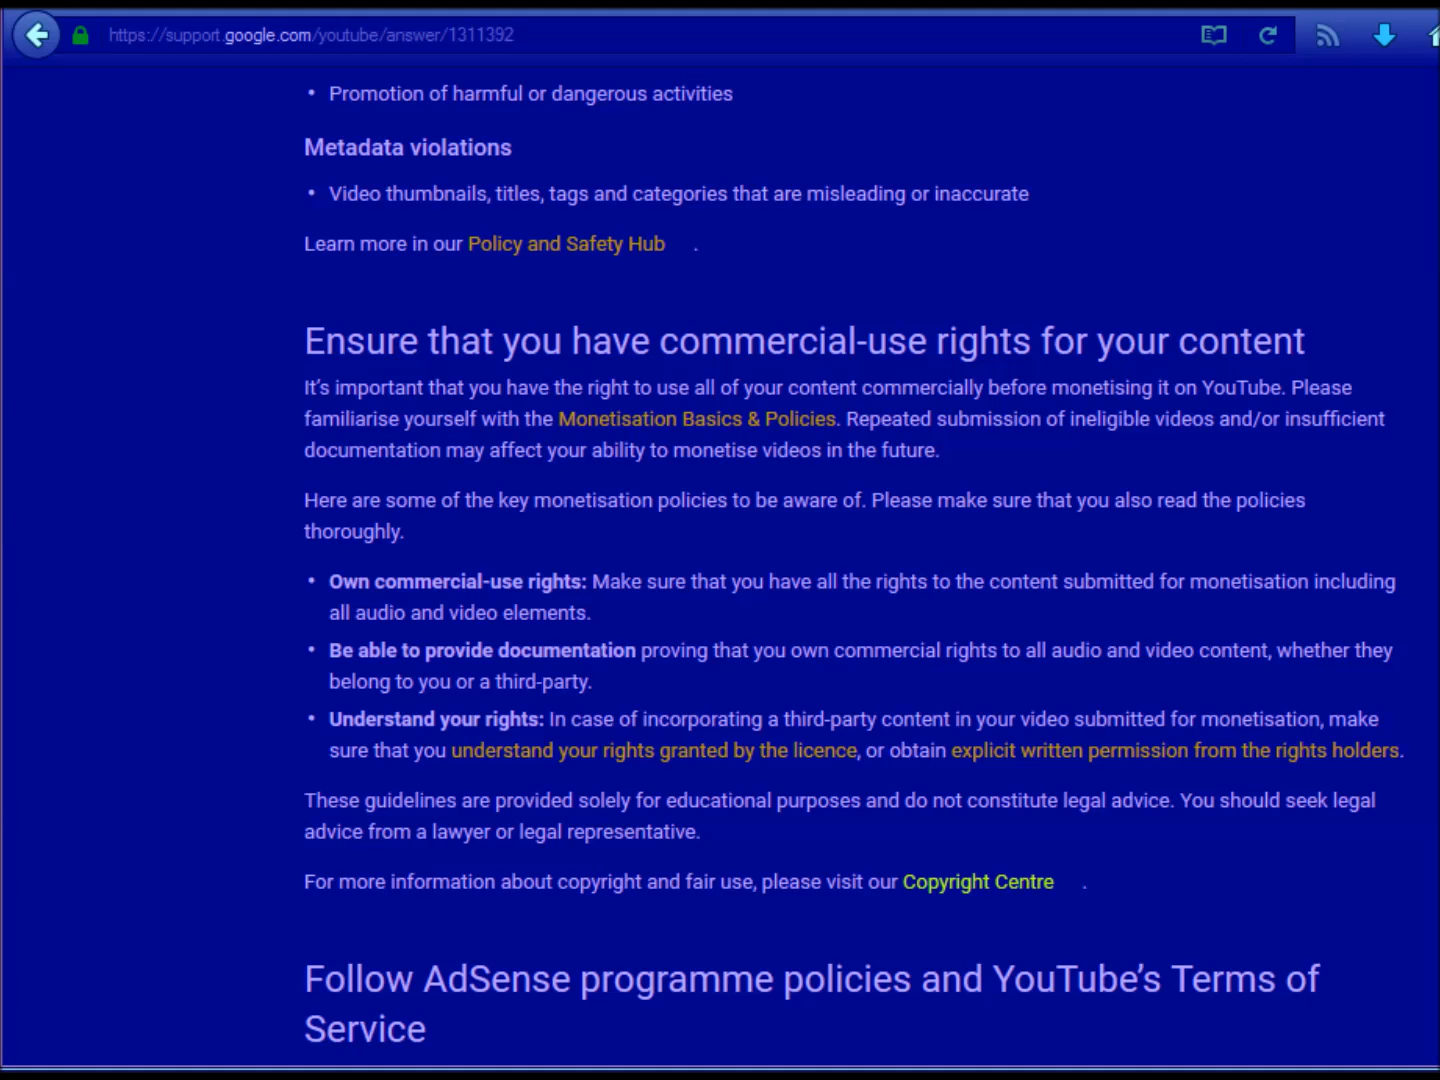 https://support.google.com/youtube/answer/1311392
• Promotion of harmful or dangerous activities
Metadata violations
• Video thumbnails, titles, tags and categories that are misleading or inaccurate
Learn more in our Policy and Safety Hub .
Ensure that you have commercial-use rights for your content
It's important that you have the right to use all of your content commercially before monetising it on YouTube. Please
familiarise yourself with the Monetisation Basics & Policies. Repeated submission of ineligible videos and/or insufficient
documentation may affect your ability to monetise videos in the future.
Here are some of the key monetisation policies to be aware of. Please make sure that you also read the policies
thoroughly.
• Own commercial-use rights: Make sure that you have all the rights to the content submitted for monetisation including
all audio and video elements.
• Be able to provide documentation proving that you own commercial rights to all audio and video content, whether they
belong to you or a third-party.
• Understand your rights: In case of incorporating a third-party content in your video submitted for monetisation, make
sure that you understand your rights granted by the licence, or obtain explicit written permission from the rights holders.
These guidelines are provided solely for educational purposes and do not constitute legal advice. You should seek legal
advice from a lawyer or legal representative.
For more information about copyright and fair use, please visit our Copyright Centre .
Follow AdSense programme policies and YouTube's Terms of
Service